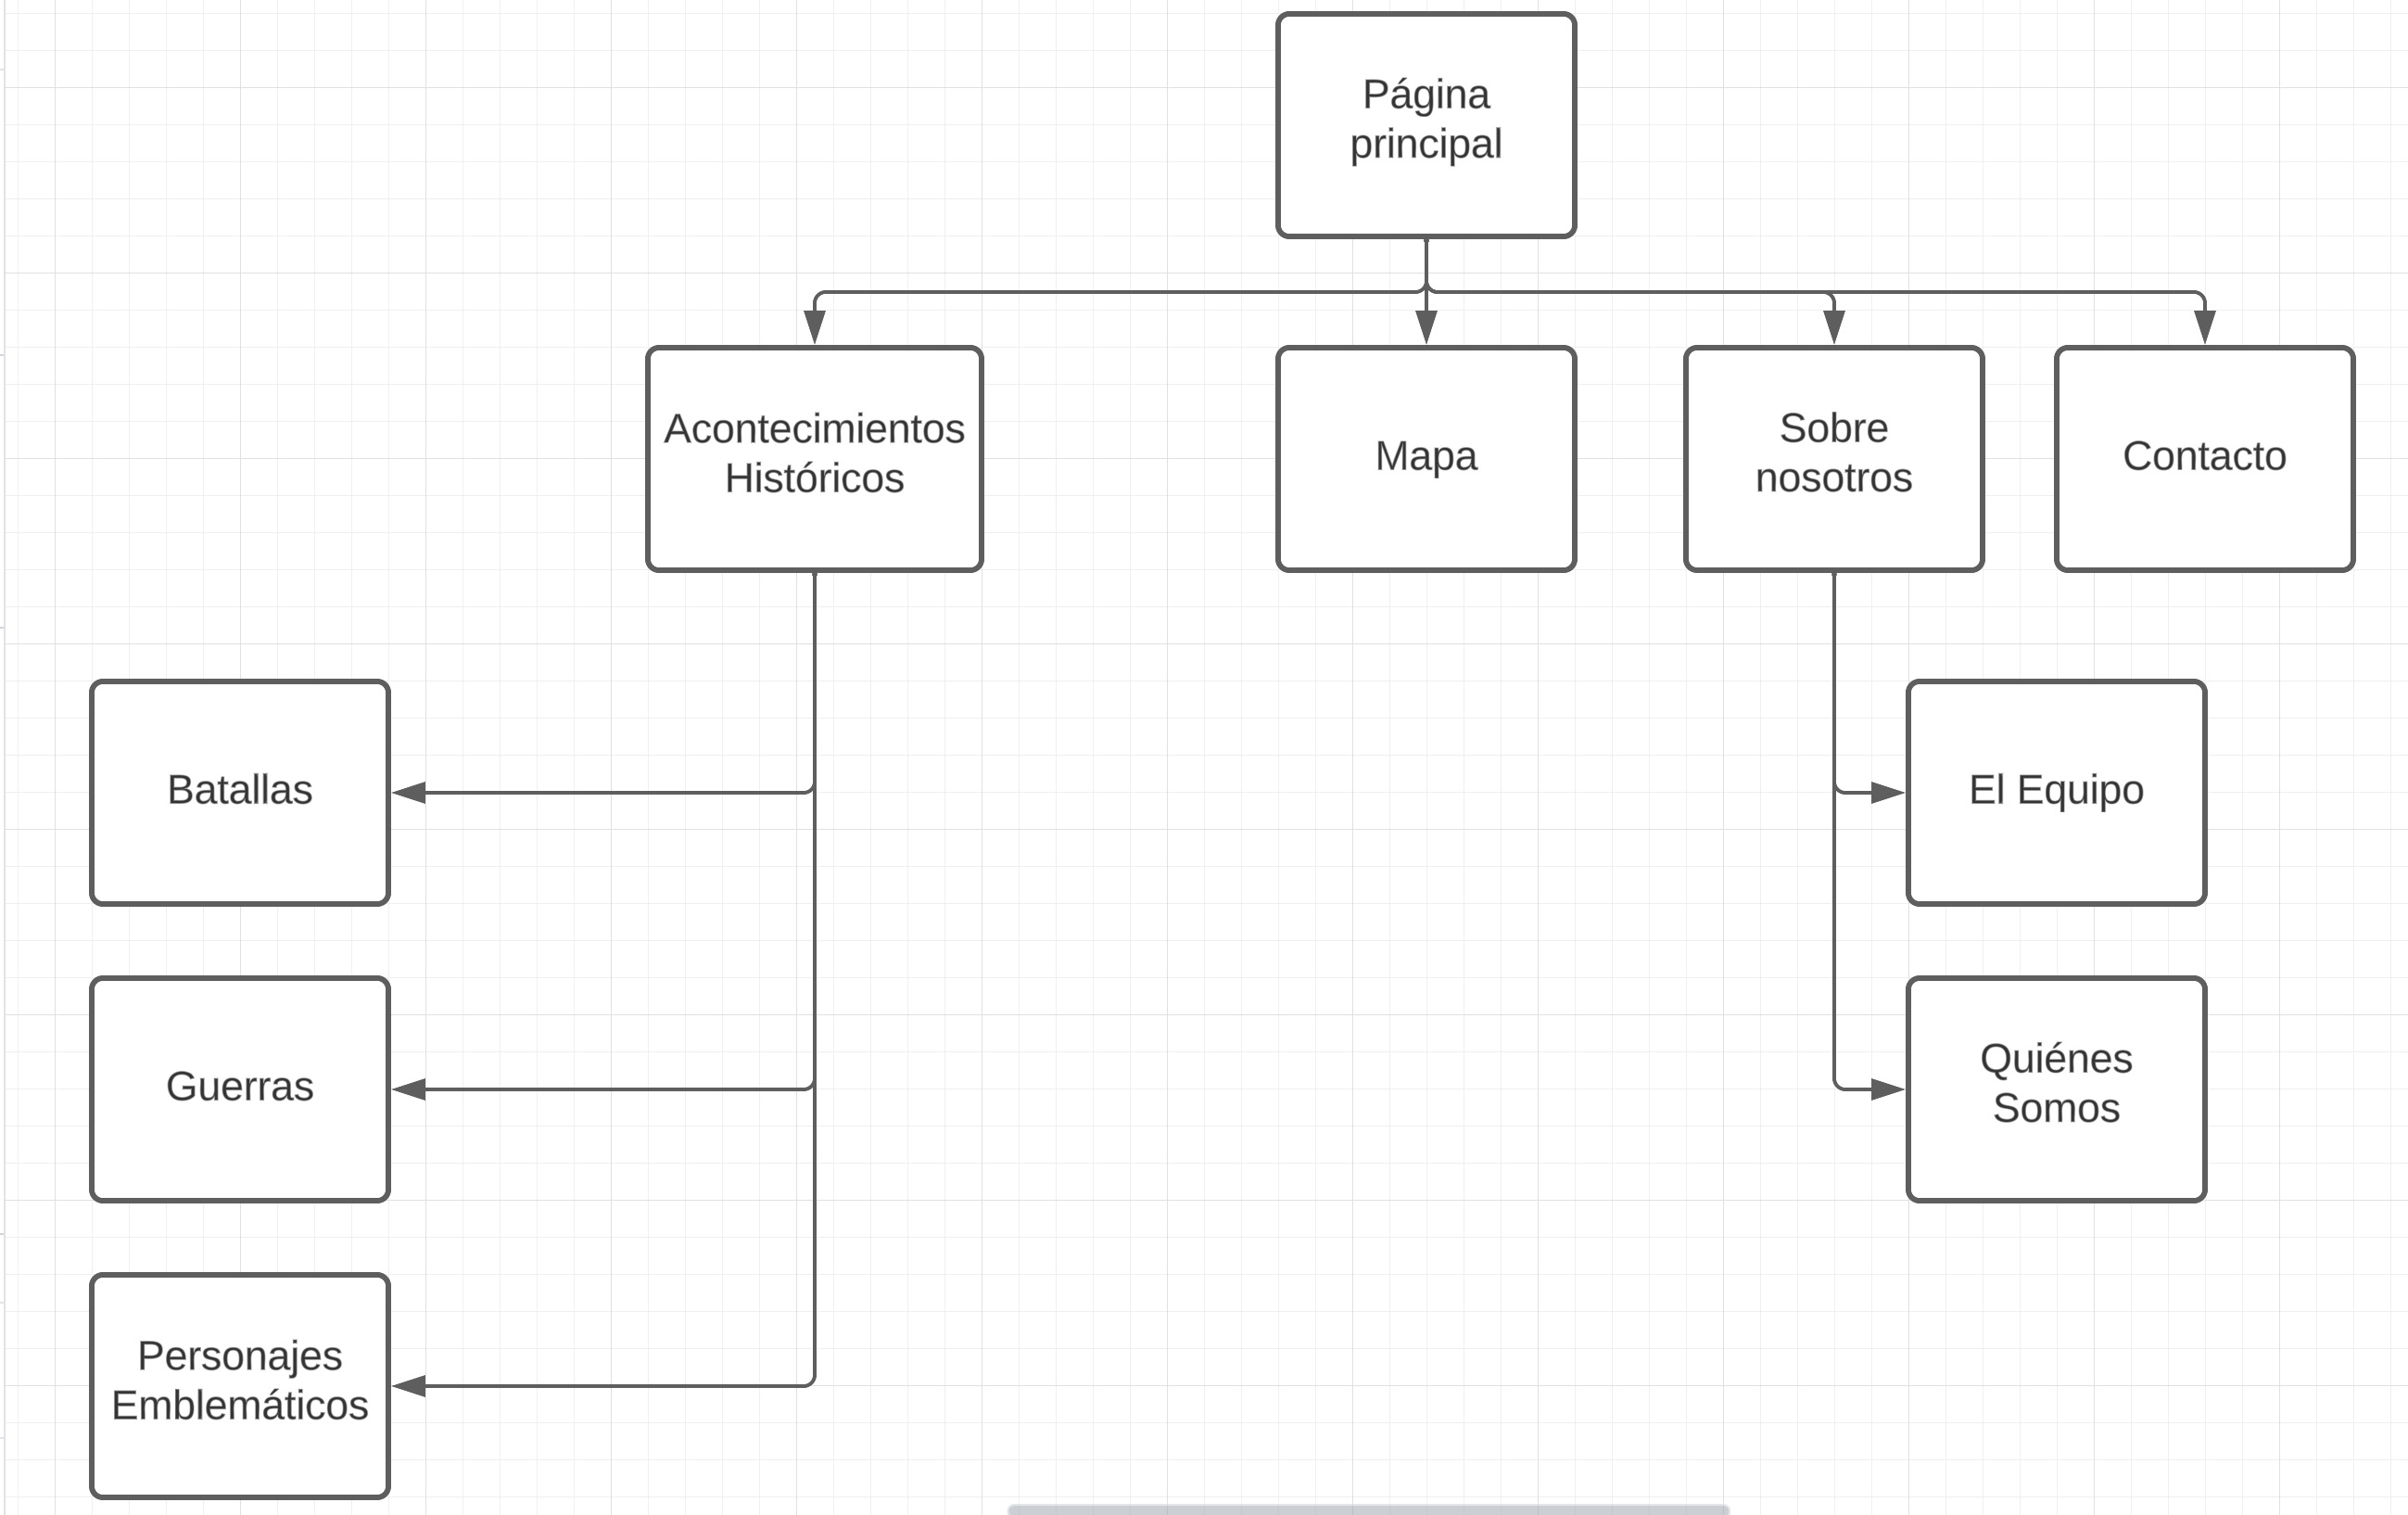 Página
principal
Acontecimientos
Históricos
Mapa
Sobre
nosotros
Contacto
Batallas
El Equipo
Guerras
Quiénes
Somos
Personajes
Emblemáticos